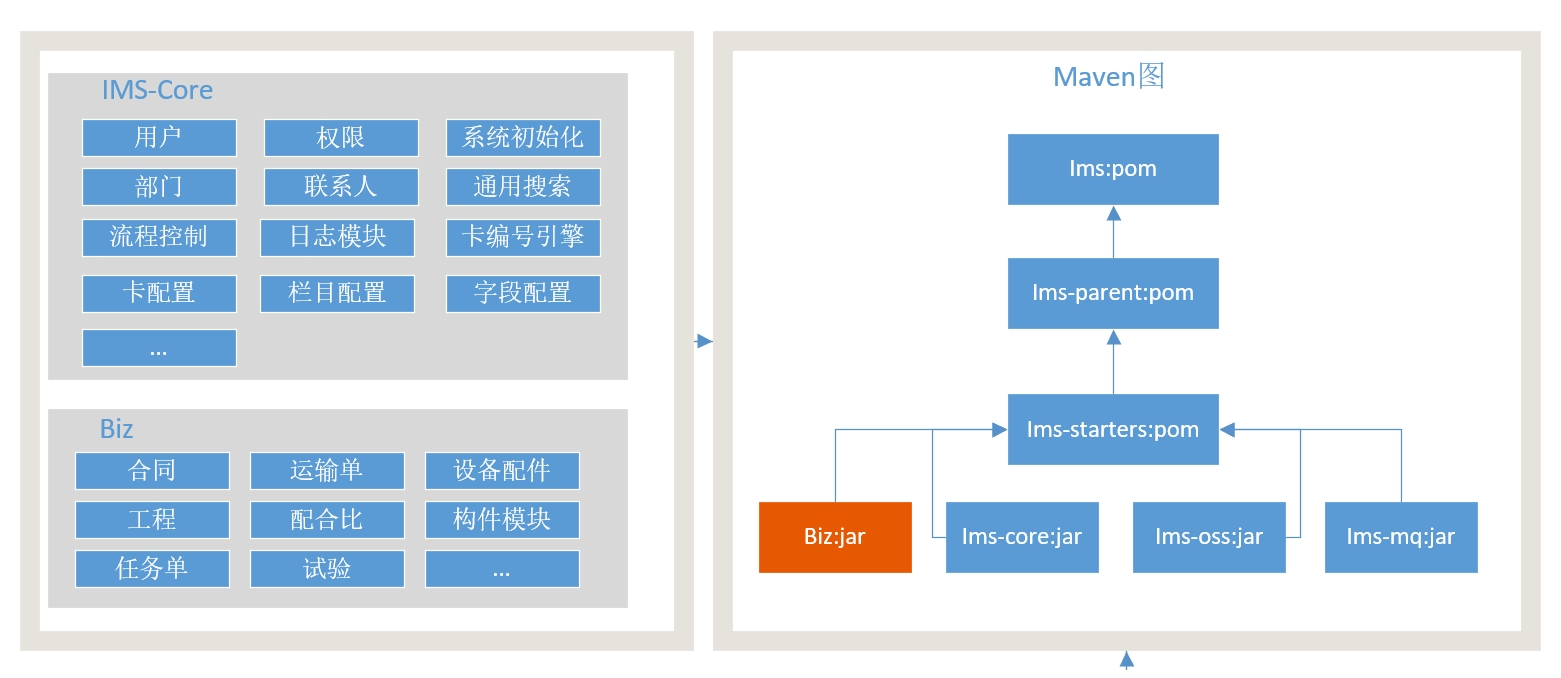 IMS-Core
用户
权限
系统初始化
部门
联系人
通用搜索
流程控制
日志模块
卡编号引擎
卡配置
栏目配置
字段配置
...
Biz
合同
运输单
设备配件
工程
配合比
构件模块
任务单
试验
...
Maven图
Ims:pom
Ims-parent:pom
Ims-starters:pom
Biz:jar
Ims-core:jar
Ims-oss:jar
Ims-mq:jar